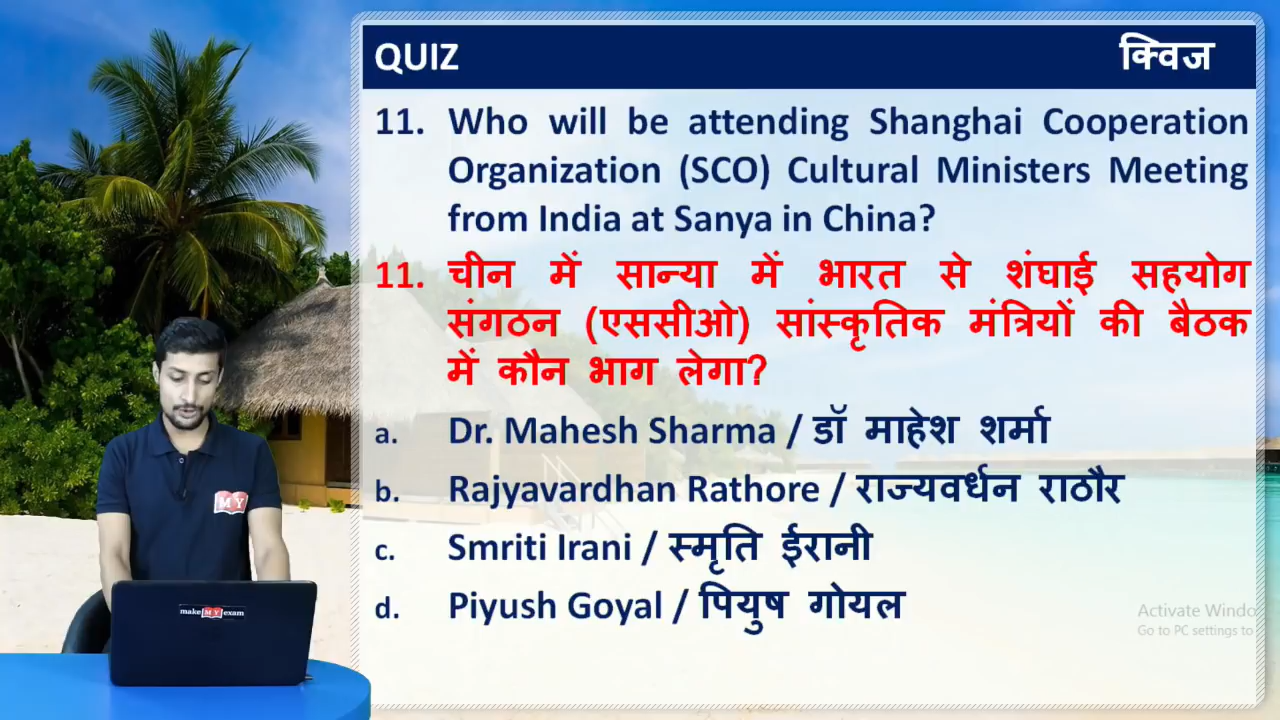 QUIZ क्विज
11. Who will be attending Shanghai Cooperation
Organization (SCO) Cultural Ministers Meeting
from India at Sanya in China?
11. चीन में सान्या में भारत से शंघाई सहयोग
संगठन (एससीओ) सांस्कृतिक मंत्रियों की बैठक
में कौन भाग लेगा?
a. Dr. Mahesh Sharma / डॉ माहेश शर्मा
b. Rajyavardhan Rathore / राज्यवर्धन राठौर
c. Smriti Irani / स्मृति ईरानी
d. Piyush Goyal / पियुष गोयल
MY
make MY exam
Activate Windo
Go to PC settings to